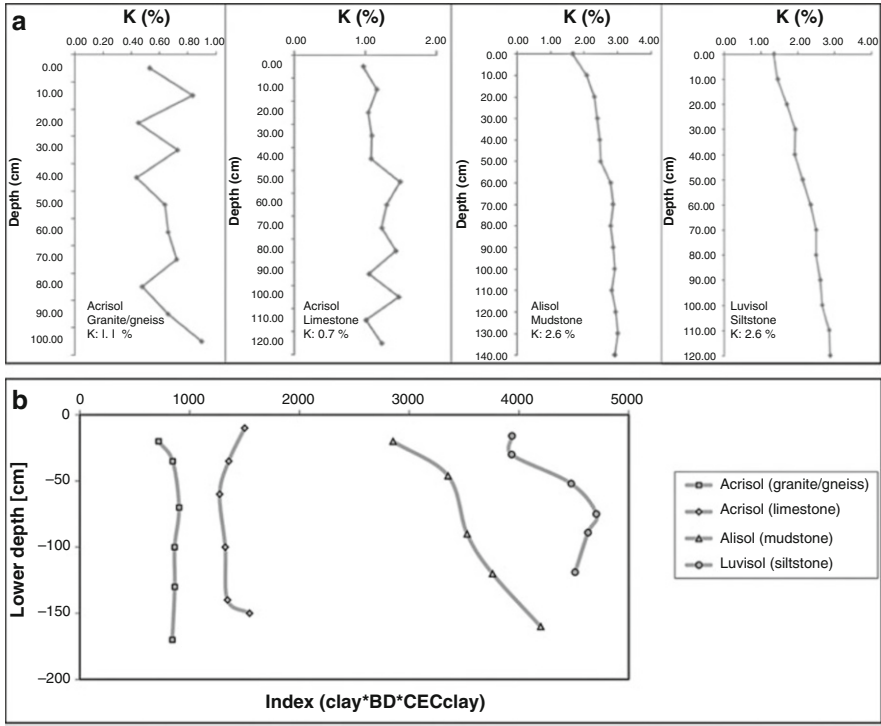 a
K (%)
0.00 0.20 0.40 0.60 0.80 1.00
0.00
10.00
20.00
30.00
40.00
50.00
60.00
70.00
80.00
90.00
100.00
Depth (cm)
Acrisol
Granite/gneiss
K: I. I %
K (%)
0.00 1.00 2.00
0.00
10.00
20.00
30.00
40.00
50.00
60.00
70.00
80.00
90.00
100.00
110.00
120.00
Depth (cm)
Acrisol
Limestone
K: 0.7 %
K (%)
0.00 1.00 2.00 3.00 4.00
0.00
10.00
20.00
30.00
40.00
50.00
60.00
70.00
80.00
90.00
100.00
110.00
120.00
130.00
140.00
Depth (cm)
Alisol
Mudstone
K: 2.6 %
K (%)
0.00 1.00 2.00 3.00 4.00
0.00
10.00
20.00
30.00
40.00
50.00
60.00
70.00
80.00
90.00
100.00
110.00
120.00
Depth (cm)
Luvisol
Siltstone
K: 2.6 %
b
0 1000 2000 3000 4000 5000
0
−50
−100
−150
−200
Lower depth [cm]
Index (clay*BD*CECclay)
Acrisol (granite/gneiss)
Acrisol (limestone)
Alisol (mudstone)
Luvisol (siltstone)